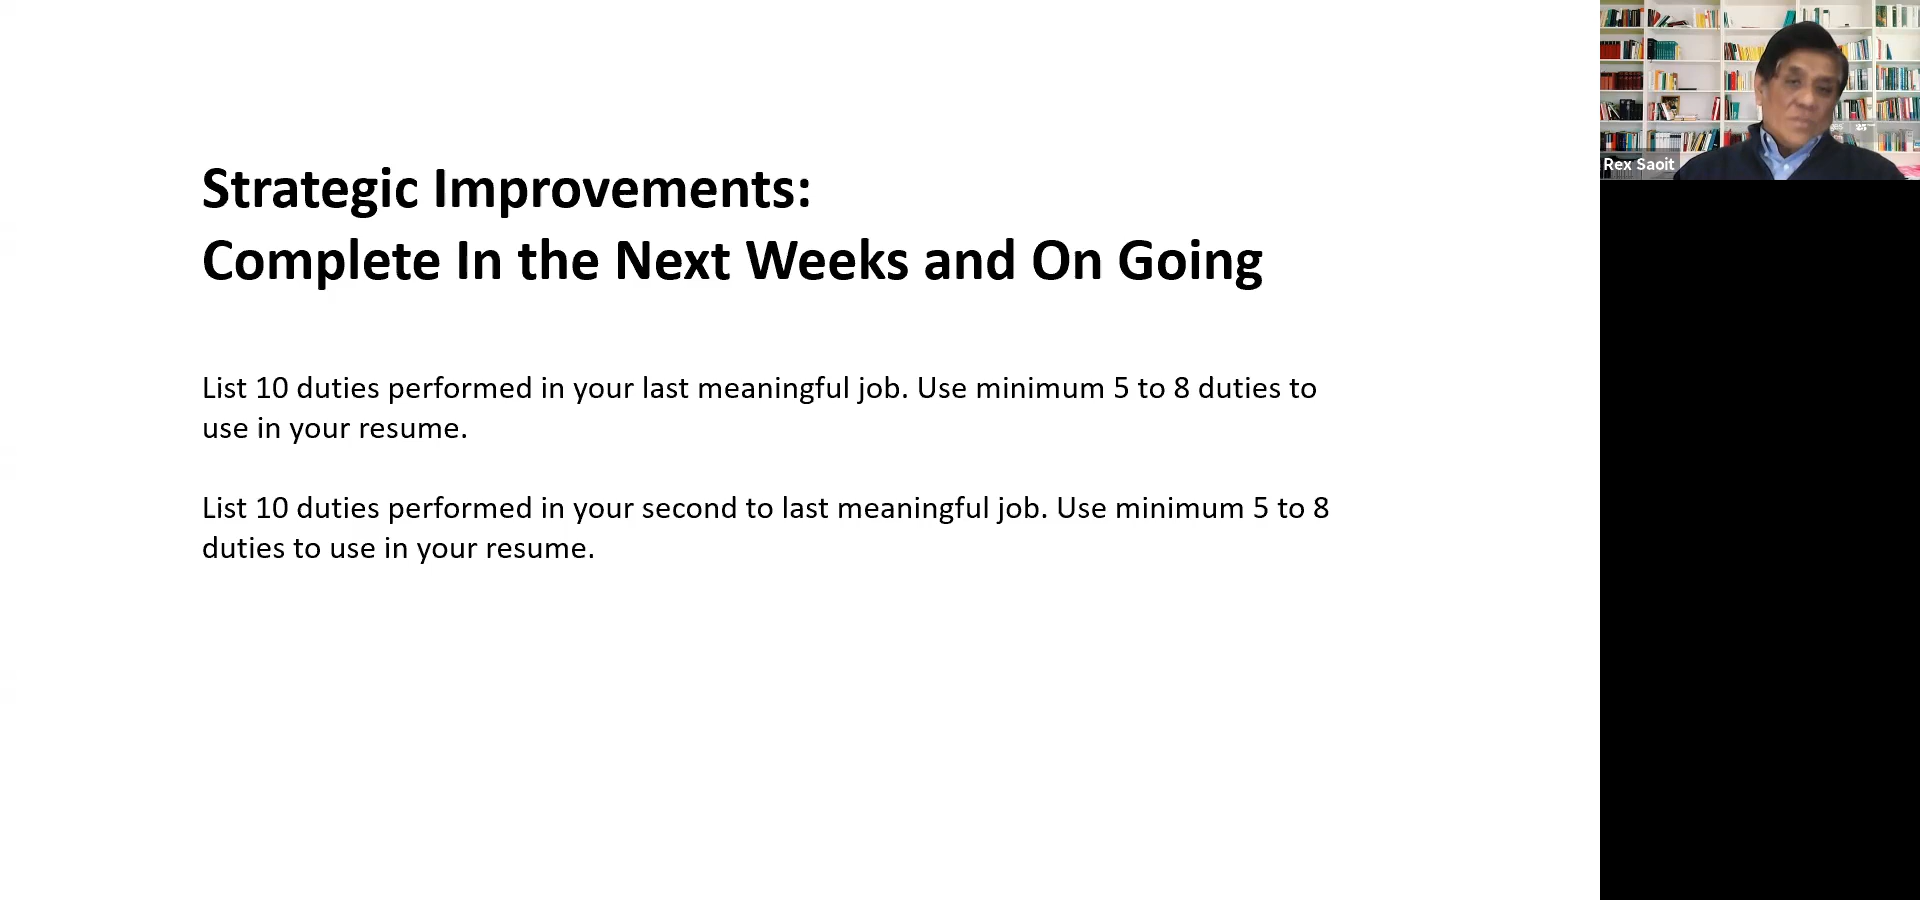 Strategic Improvements:
Complete In the Next Weeks and On Going
List 10 duties performed in your last meaningful job. Use minimum 5 to 8 duties to
use in your resume.
List 10 duties performed in your second to last meaningful job. Use minimum 5 to 8
duties to use in your resume.
Rex Saoit